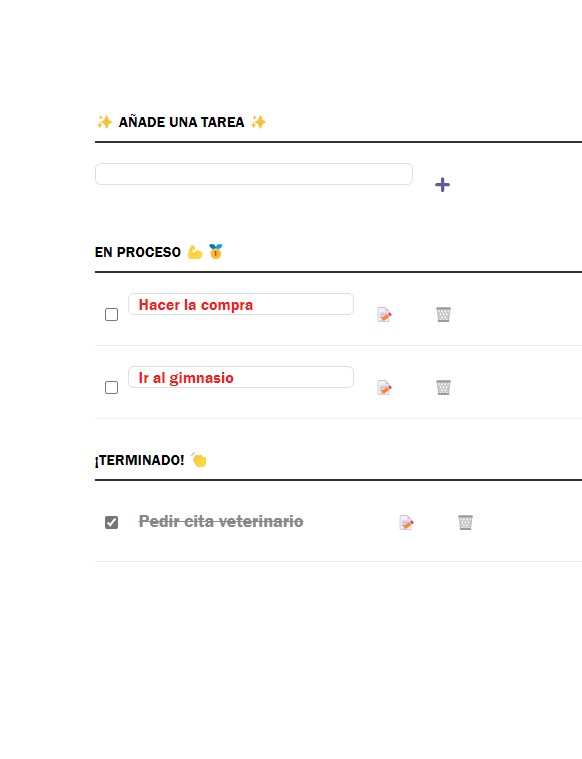 ✨ AÑADE UNA TAREA ✨
EN PROCESO 💪 🏅
Hacer la compra
Ir al gimnasio
¡TERMINADO! 👏
Pedir cita veterinario